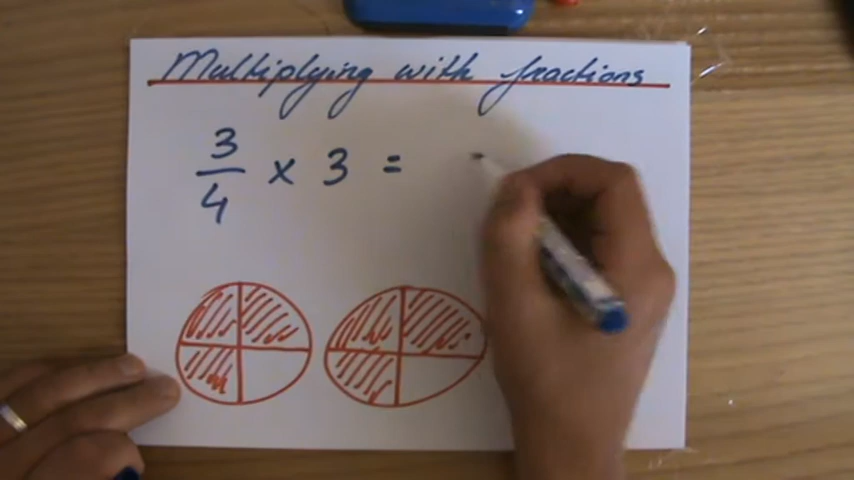 Multiplying with fractions
3/4 x 3 =